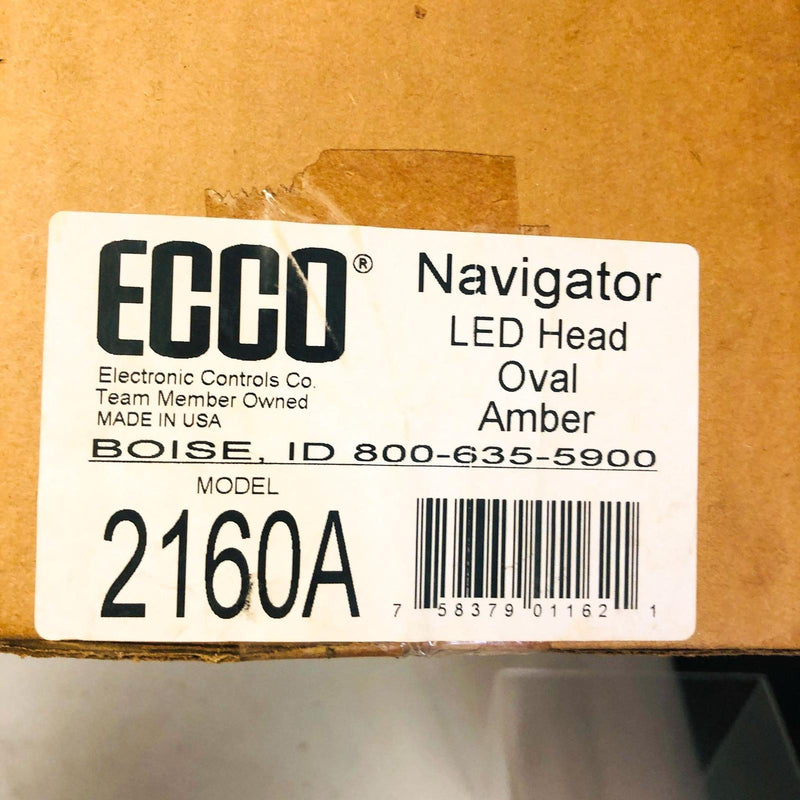 ECCO®
Electronic Controls Co.
Team Member Owned
MADE IN USA
Navigator
LED Head
Oval
Amber
BOISE, ID 800-635-5900
MODEL
2160A
7 58379 01162 1